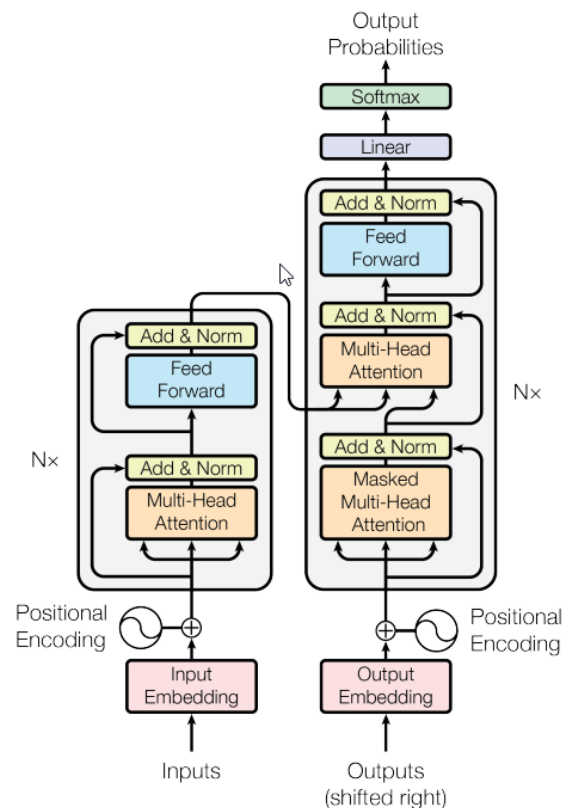 Output
Probabilities
Softmax
Linear
Add & Norm
Feed
Forward
Add & Norm
Multi-Head
Attention
Nx
Add & Norm
Masked
Multi-Head
Attention
Add & Norm
Feed
Forward
Nx
Add & Norm
Multi-Head
Attention
Positional
Encoding
Positional
Encoding
Input
Embedding
Output
Embedding
Inputs
Outputs
(shifted right)